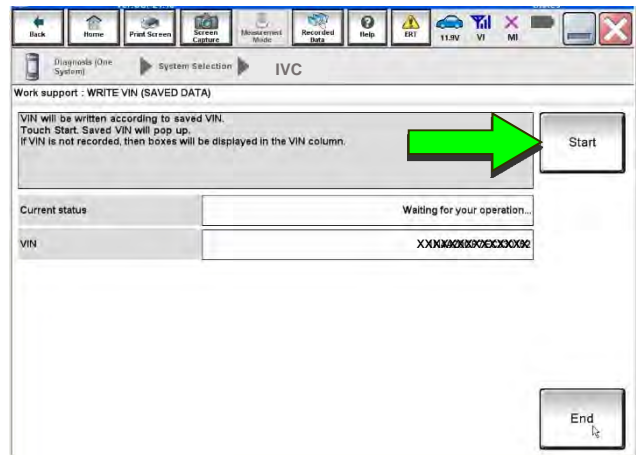 Back
Home
Print Screen
Screen Capture
Measurement Mode
Recorded Data
Help
ERT
11.9V
VI
MI
Diagnosis (One System)
System Selection
IVC
Work support : WRITE VIN (SAVED DATA)
VIN will be written according to saved VIN.
Touch Start. Saved VIN will pop up.
If VIN is not recorded, then boxes will be displayed in the VIN column.
Start
Current status
Waiting for your operation...
VIN
End